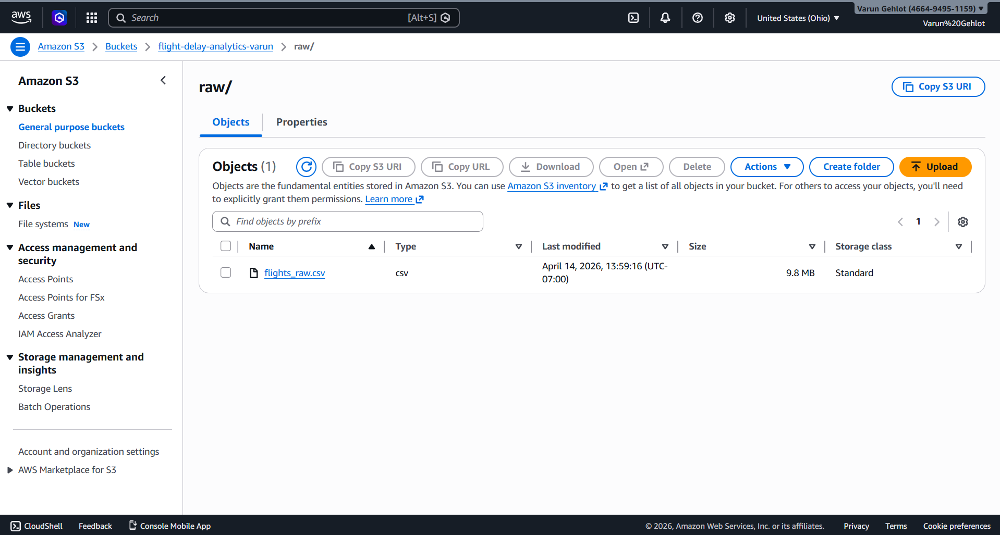 aws
Search
[Alt+S]
United States (Ohio)
Varun Gehlot (4664-9495-1159)
Varun%20Gehlot
Amazon S3
Buckets
flight-delay-analytics-varun
raw/
Amazon S3
Buckets
General purpose buckets
Directory buckets
Table buckets
Vector buckets
Files
File systems New
Access management and
security
Access Points
Access Points for FSx
Access Grants
IAM Access Analyzer
Storage management and
insights
Storage Lens
Batch Operations
Account and organization settings
AWS Marketplace for S3
raw/
Copy S3 URI
Objects
Properties
Objects (1)
Copy S3 URI
Copy URL
Download
Open
Delete
Actions
Create folder
Upload
Objects are the fundamental entities stored in Amazon S3. You can use Amazon S3 inventory to get a list of all objects in your bucket. For others to access your objects, you'll need
to explicitly grant them permissions. Learn more
Find objects by prefix
1
Name
Type
Last modified
Size
Storage class
flights_raw.csv
csv
April 14, 2026, 13:59:16 (UTC-
07:00)
9.8 MB
Standard
CloudShell
Feedback
Console Mobile App
© 2026, Amazon Web Services, Inc. or its affiliates.
Privacy
Terms
Cookie preferences